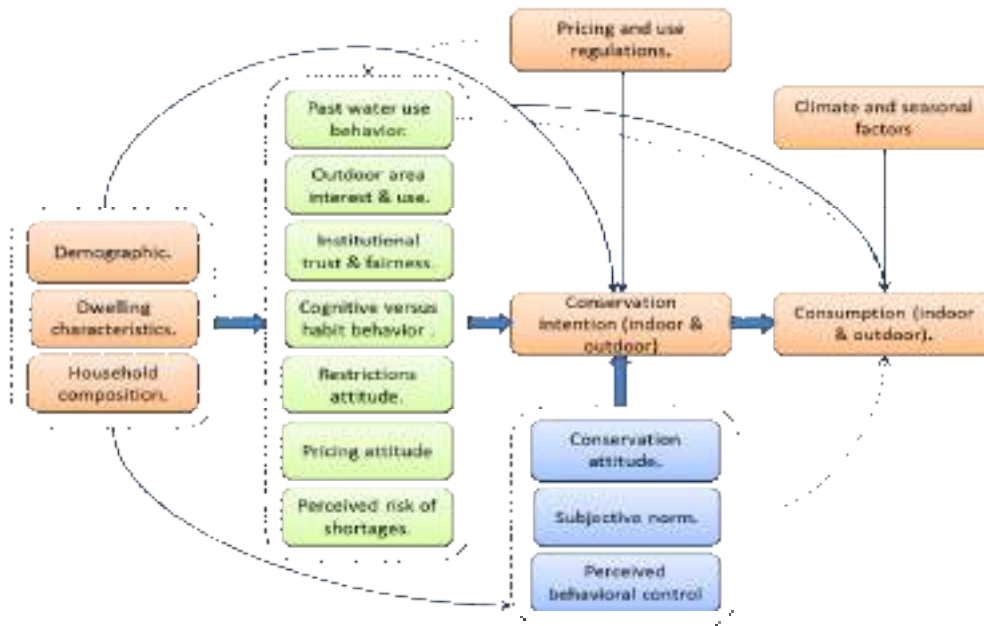 Pricing and use
regulations.
Climate and seasonal
factors
Past water use
behavior.
Outdoor area
interest & use.
Institutional
trust & fairness.
Cognitive versus
habit behavior.
Restrictions
attitude.
Pricing attitude
Perceived risk of
shortages.
Demographic.
Dwelling
characteristics.
Household
composition.
Conservation
intention (indoor &
outdoor)
Consumption (indoor
& outdoor).
Conservation
attitude.
Subjective norm.
Perceived
behavioral control